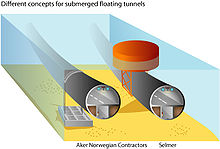 Different concepts for submerged floating tunnels
Aker Norwegian Contractors Selmer